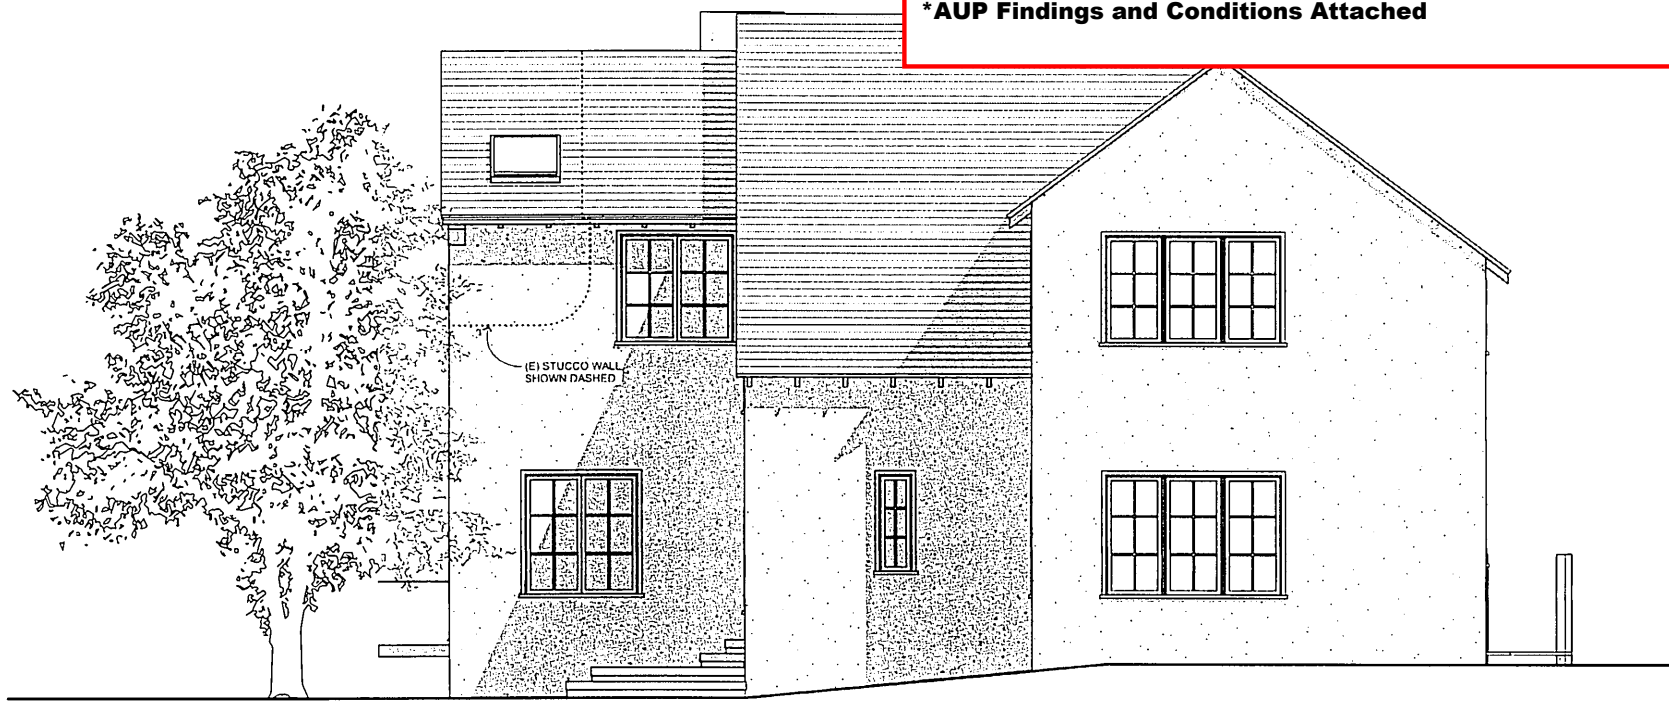 *AUP Findings and Conditions Attached
(E) STUCCO WALL
SHOWN DASHED